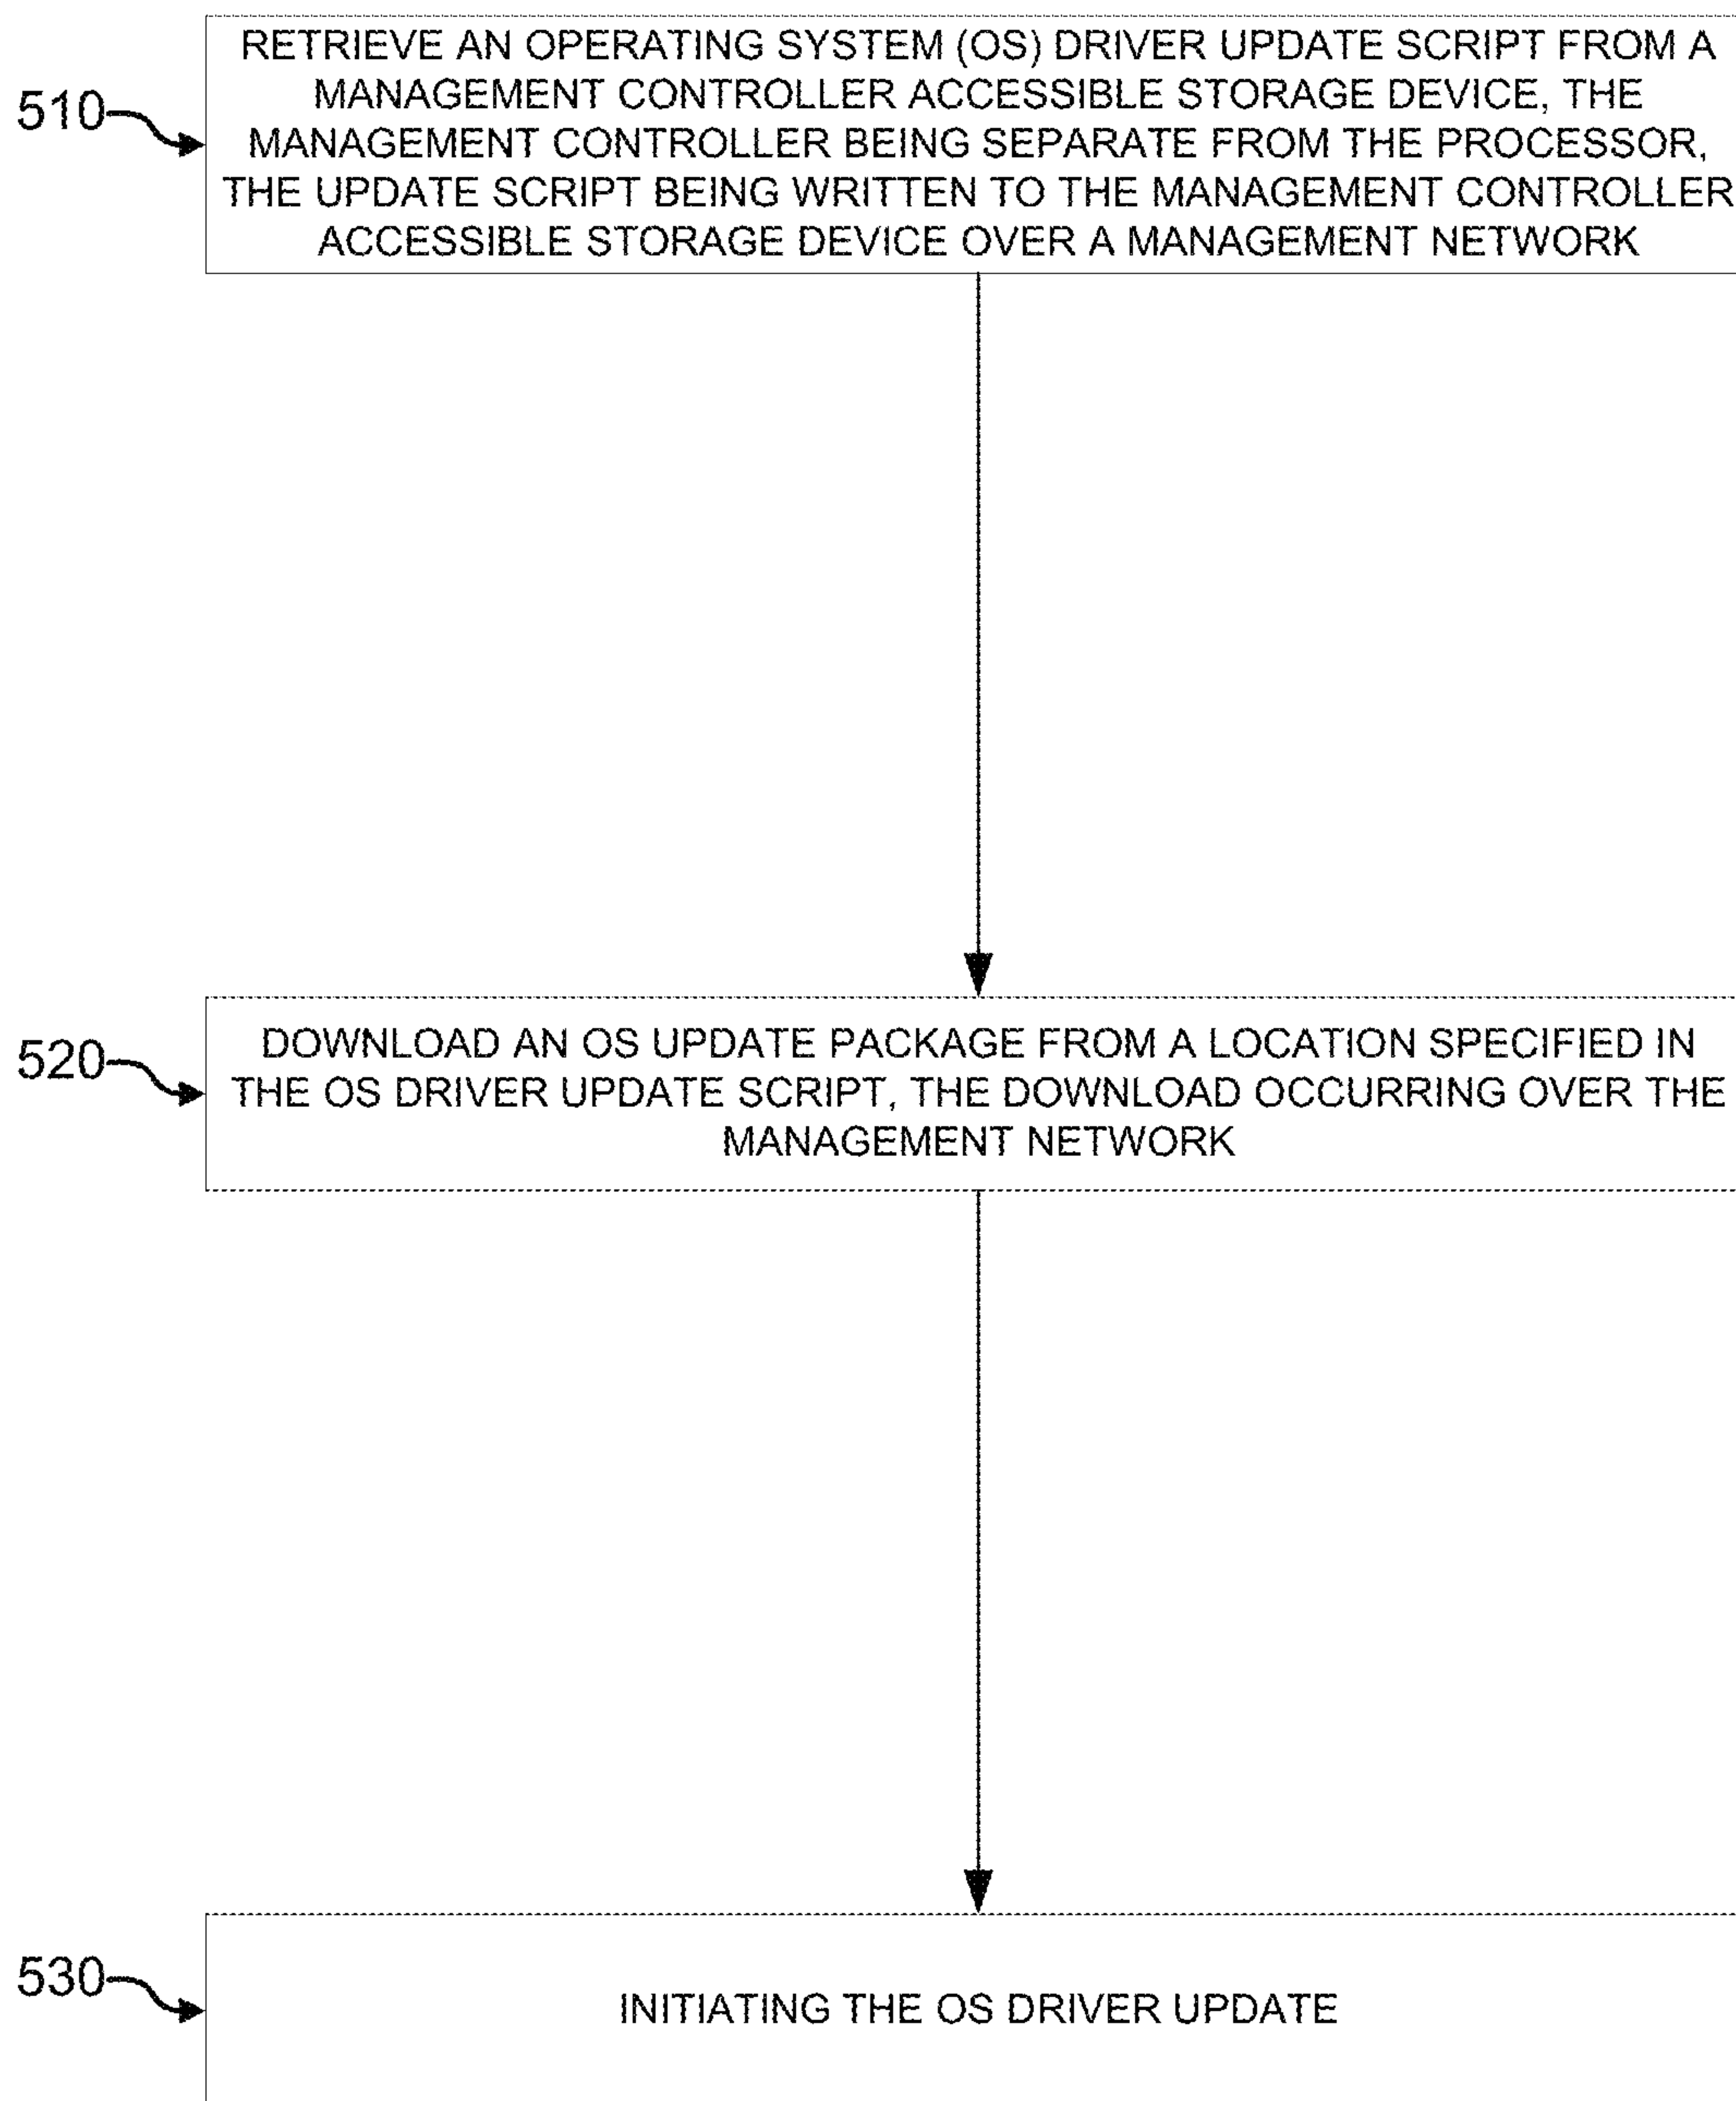 RETRIEVE AN OPERATING SYSTEM (OS) DRIVER UPDATE SCRIPT FROM A
MANAGEMENT CONTROLLER ACCESSIBLE STORAGE DEVICE, THE
510
MANAGEMENT CONTROLLER BEING SEPARATE FROM THE PROCESSOR,
THE UPDATE SCRIPT BEING WRITTEN TO THE MANAGEMENT CONTROLLER
ACCESSIBLE STORAGE DEVICE OVER A MANAGEMENT NETWORK
520
DOWNLOAD AN OS UPDATE PACKAGE FROM A LOCATION SPECIFIED IN
THE OS DRIVER UPDATE SCRIPT, THE DOWNLOAD OCCURRING OVER THE
MANAGEMENT NETWORK
530
INITIATING THE OS DRIVER UPDATE